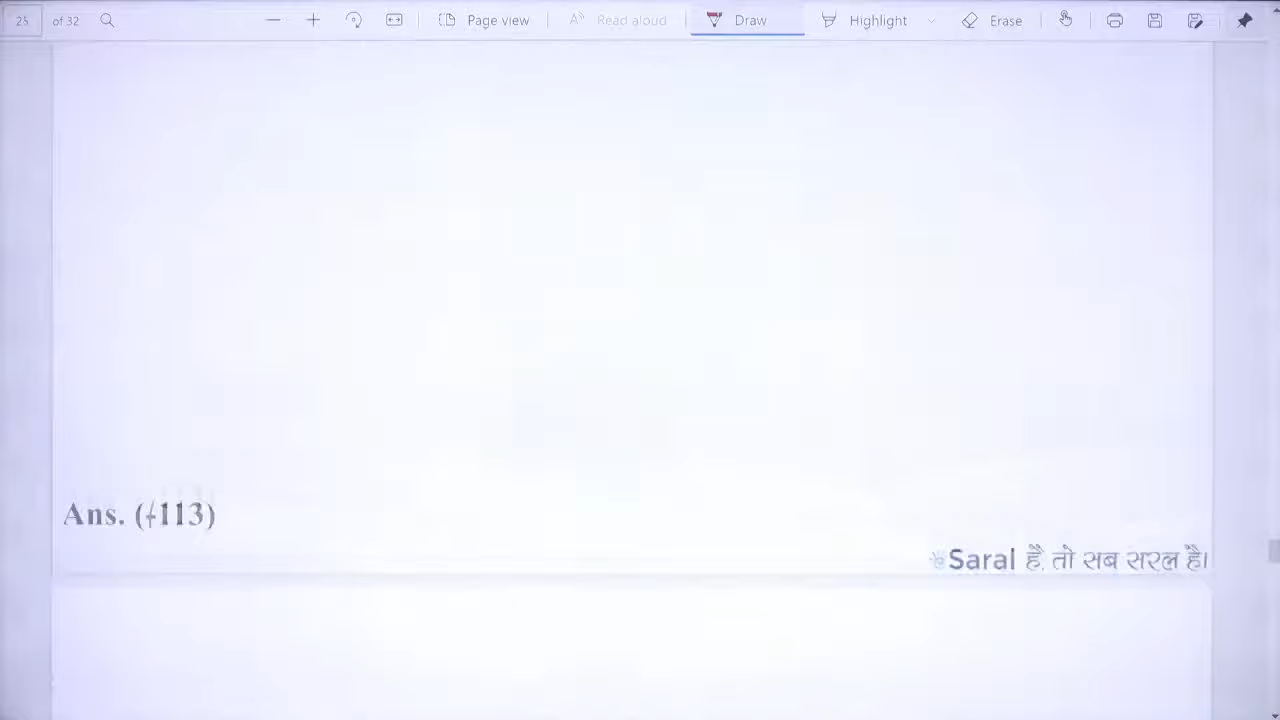 25 of 32 Page view Read aloud Draw Highlight Erase
Ans. (-113)
Saral है, तो सब सरल है।